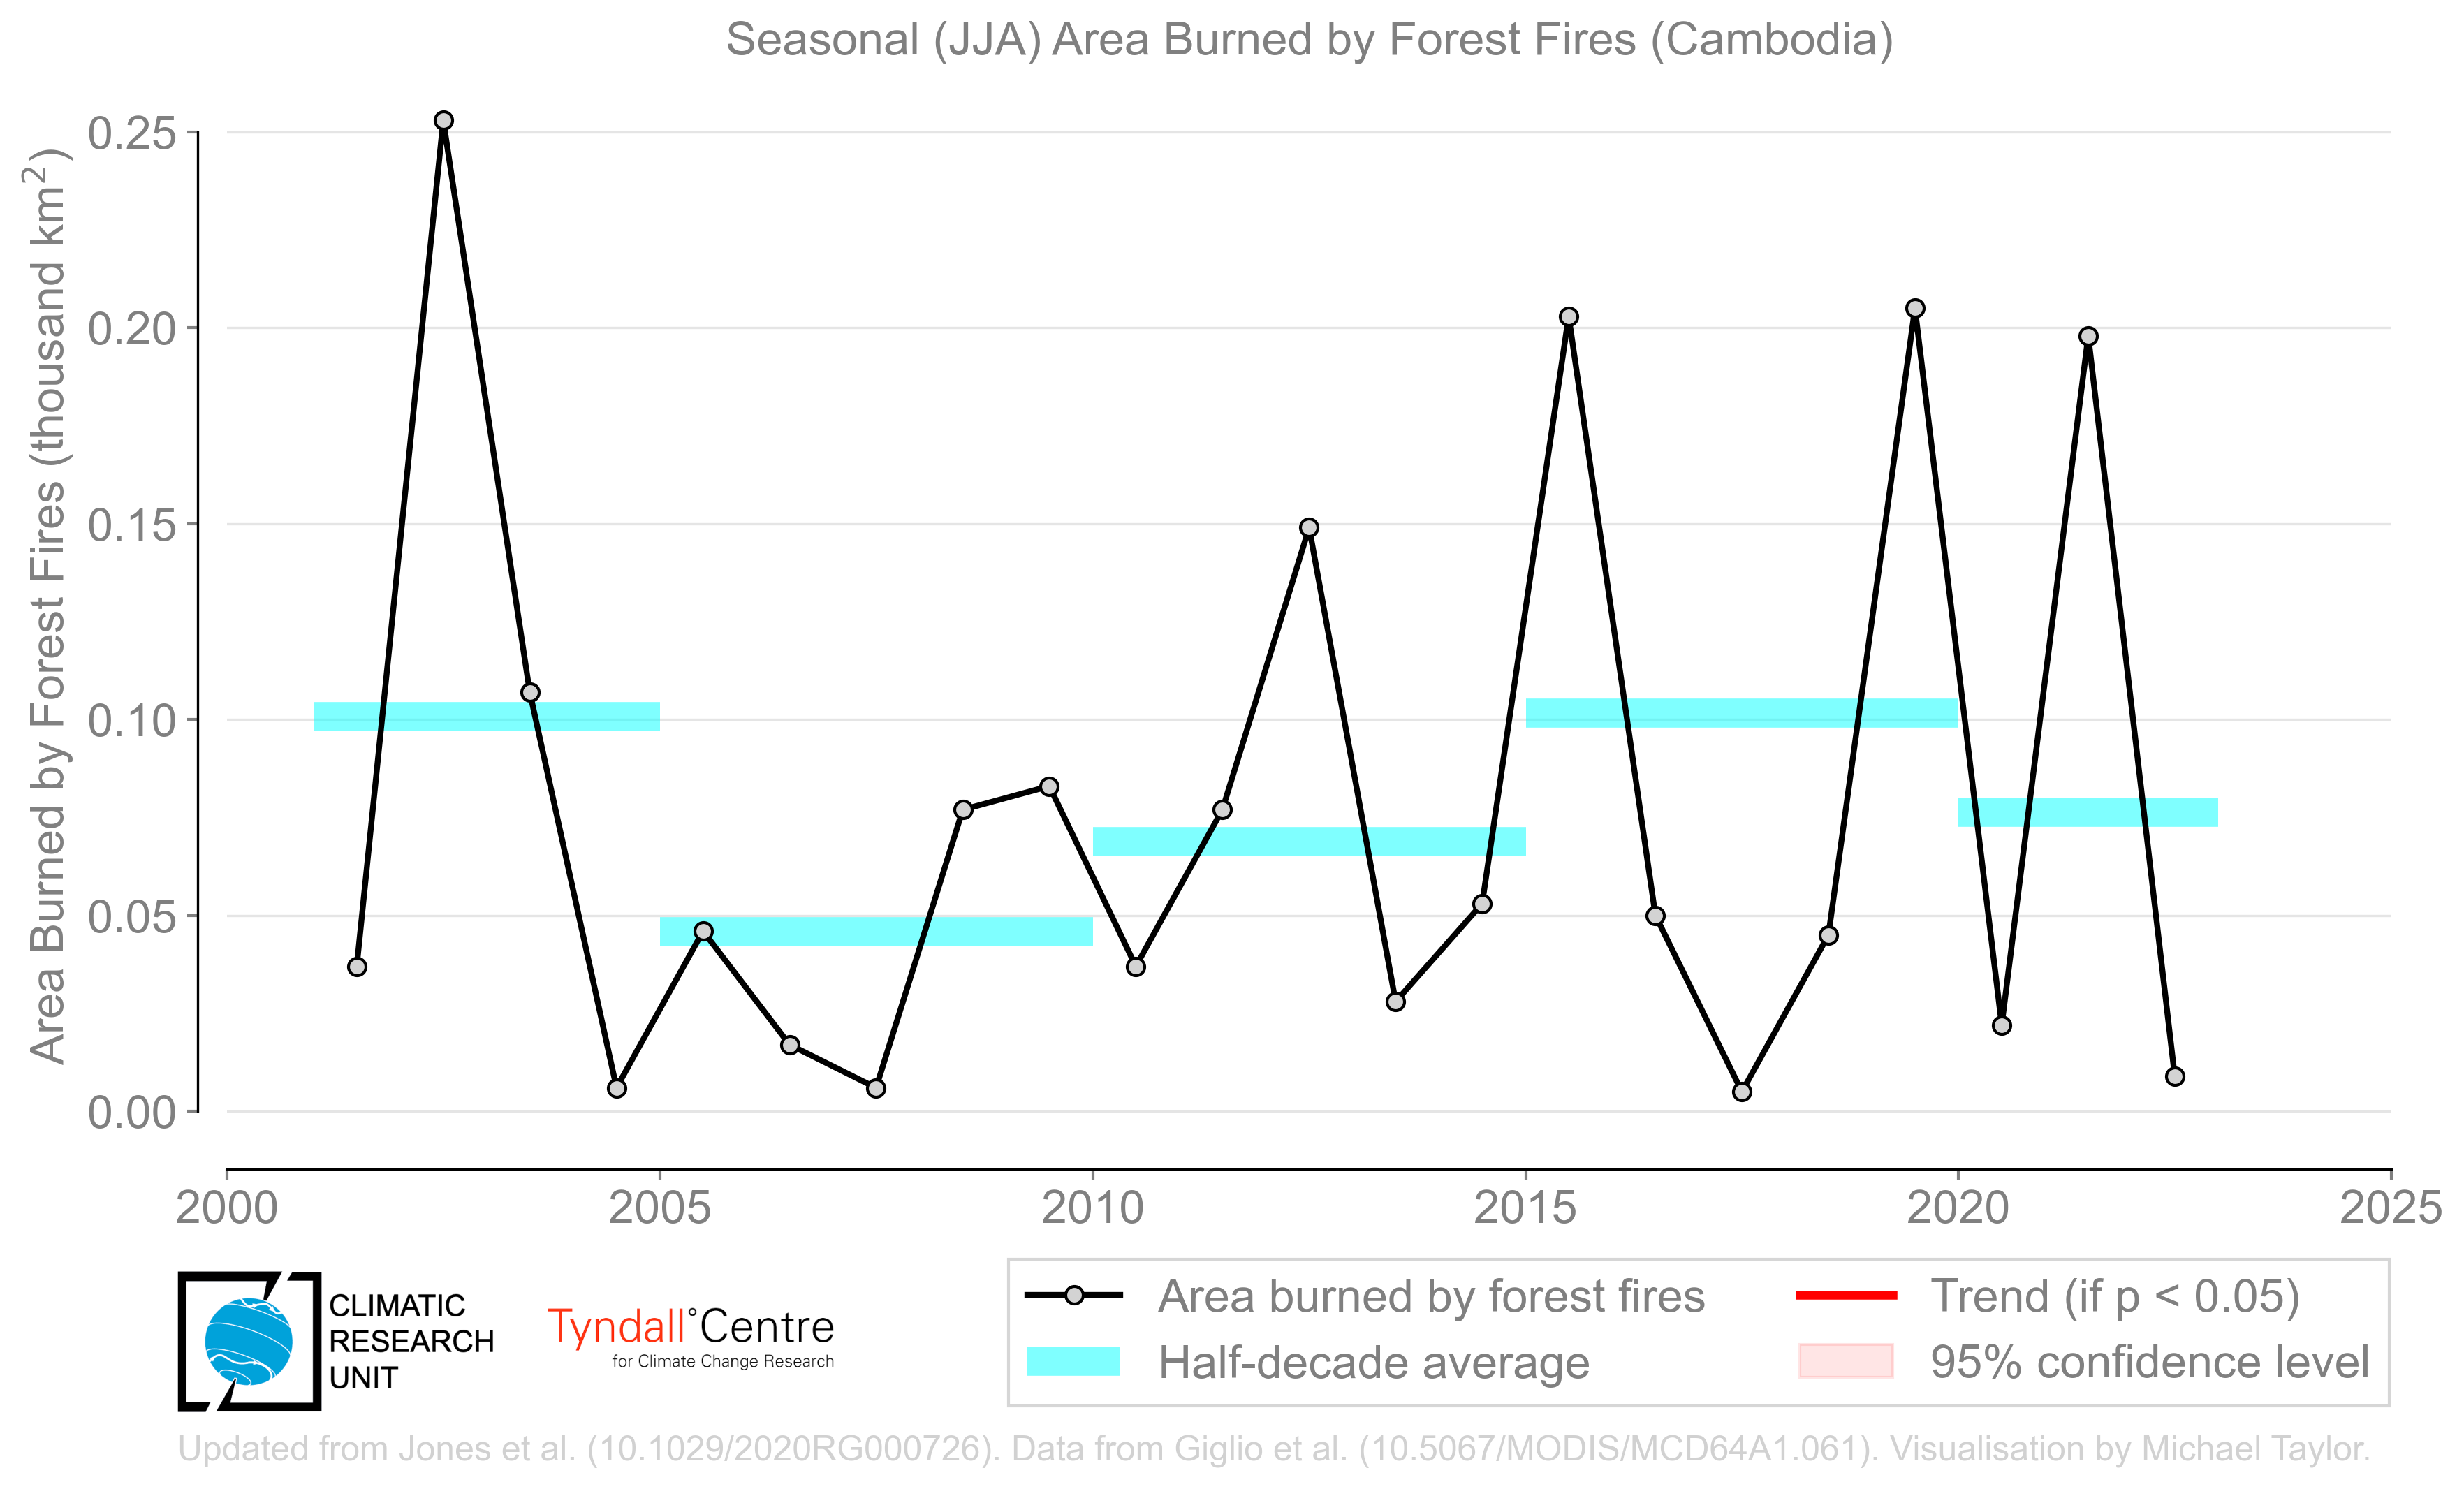 Seasonal (JJA) Area Burned by Forest Fires (Cambodia)
Area Burned by Forest Fires (thousand km²)
0.25
0.20
0.15
0.10
0.05
0.00
2000
2005
2010
2015
2020
2025
CLIMATIC
RESEARCH
UNIT
Tyndall°Centre
for Climate Change Research
Area burned by forest fires
Half-decade average
Trend (if p < 0.05)
95% confidence level
Updated from Jones et al. (10.1029/2020RG000726). Data from Giglio et al. (10.5067/MODIS/MCD64A1.061). Visualisation by Michael Taylor.